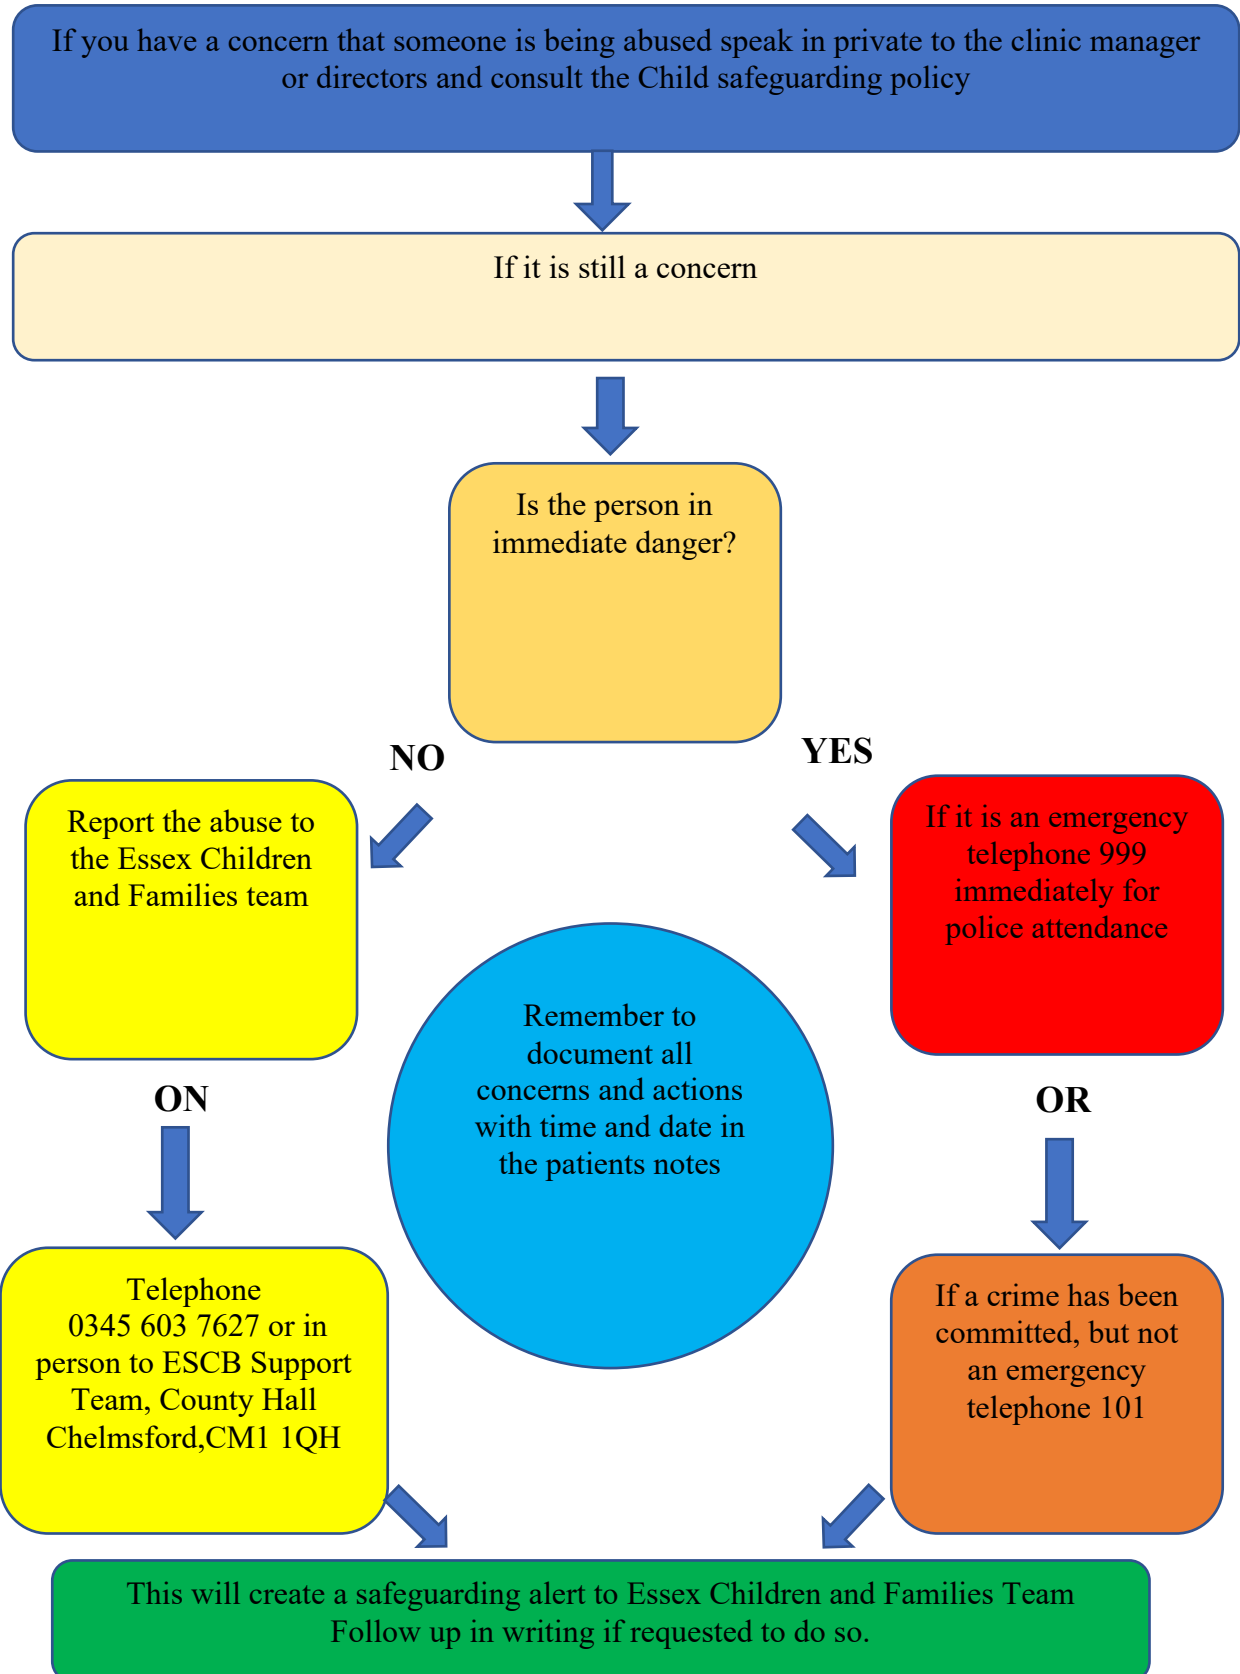 If you have a concern that someone is being abused speak in private to the clinic manager
or directors and consult the Child safeguarding policy
If it is still a concern
Is the person in
immediate danger?
NO
YES
Report the abuse to
the Essex Children
and Families team
If it is an emergency
telephone 999
immediately for
police attendance
Remember to
document all
concerns and actions
with time and date in
the patients notes
ON
OR
Telephone
0345 603 7627 or in
person to ESCB Support
Team, County Hall
Chelmsford,CM1 1QH
If a crime has been
committed, but not
an emergency
telephone 101
This will create a safeguarding alert to Essex Children and Families Team
Follow up in writing if requested to do so.